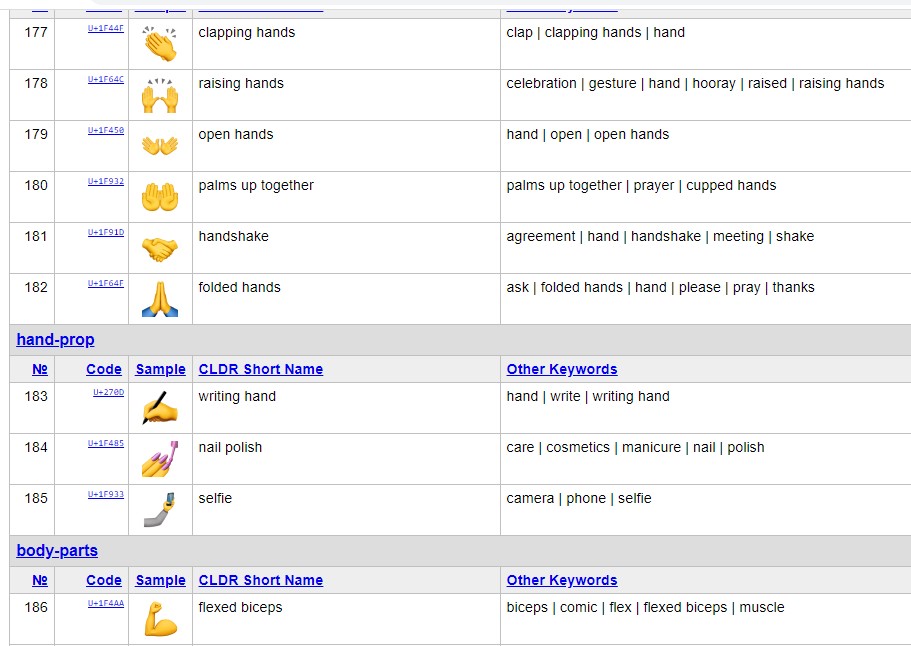 177 U+1F44F clapping hands clap | clapping hands | hand
178 U+1F64C raising hands celebration | gesture | hand | hooray | raised | raising hands
179 U+1F450 open hands hand | open | open hands
180 U+1F932 palms up together palms up together | prayer | cupped hands
181 U+1F91D handshake agreement | hand | handshake | meeting | shake
182 U+1F64F folded hands ask | folded hands | hand | please | pray | thanks
hand-prop
№ Code Sample CLDR Short Name Other Keywords
183 U+270D writing hand hand | write | writing hand
184 U+1F485 nail polish care | cosmetics | manicure | nail | polish
185 U+1F933 selfie camera | phone | selfie
body-parts
№ Code Sample CLDR Short Name Other Keywords
186 U+1F4AA flexed biceps biceps | comic | flex | flexed biceps | muscle